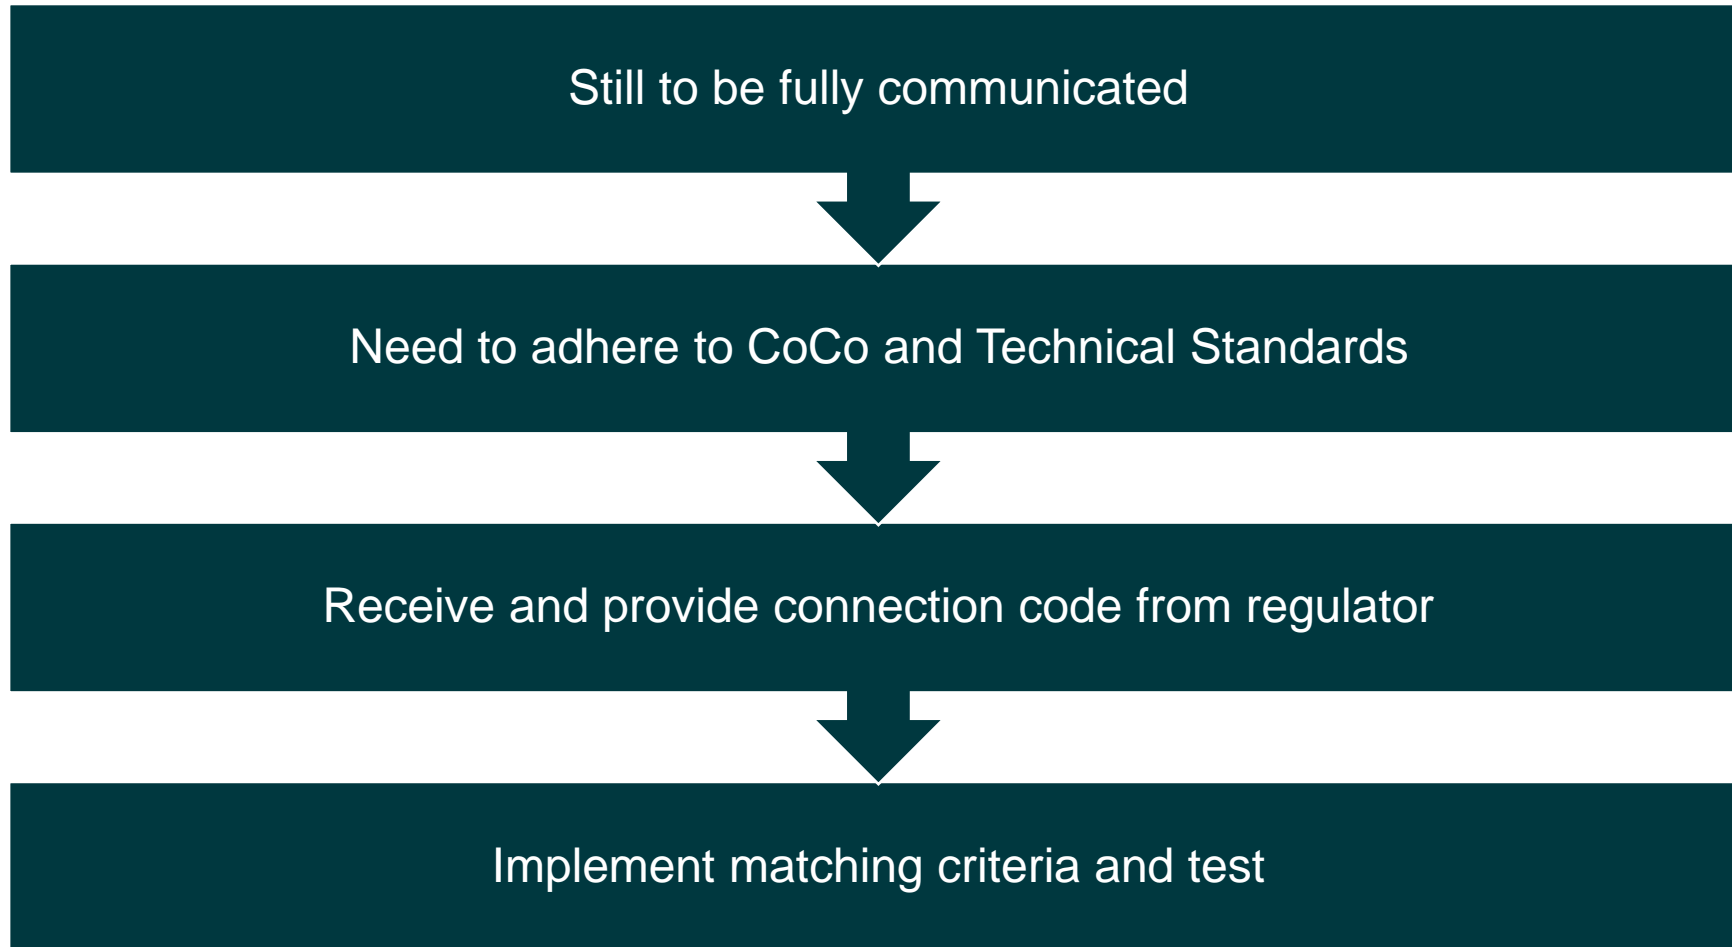 Still to be fully communicated
Need to adhere to CoCo and Technical Standards
Receive and provide connection code from regulator
Implement matching criteria and test